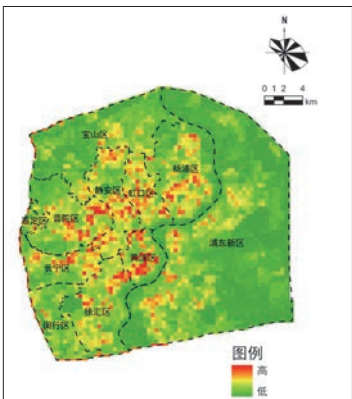 N
0 1 2 4
km
宝山区
杨浦区
静安区
虹口区
嘉定区
普陀区
浦东新区
黄浦区
长宁区
徐汇区
闵行区
图例
高
低